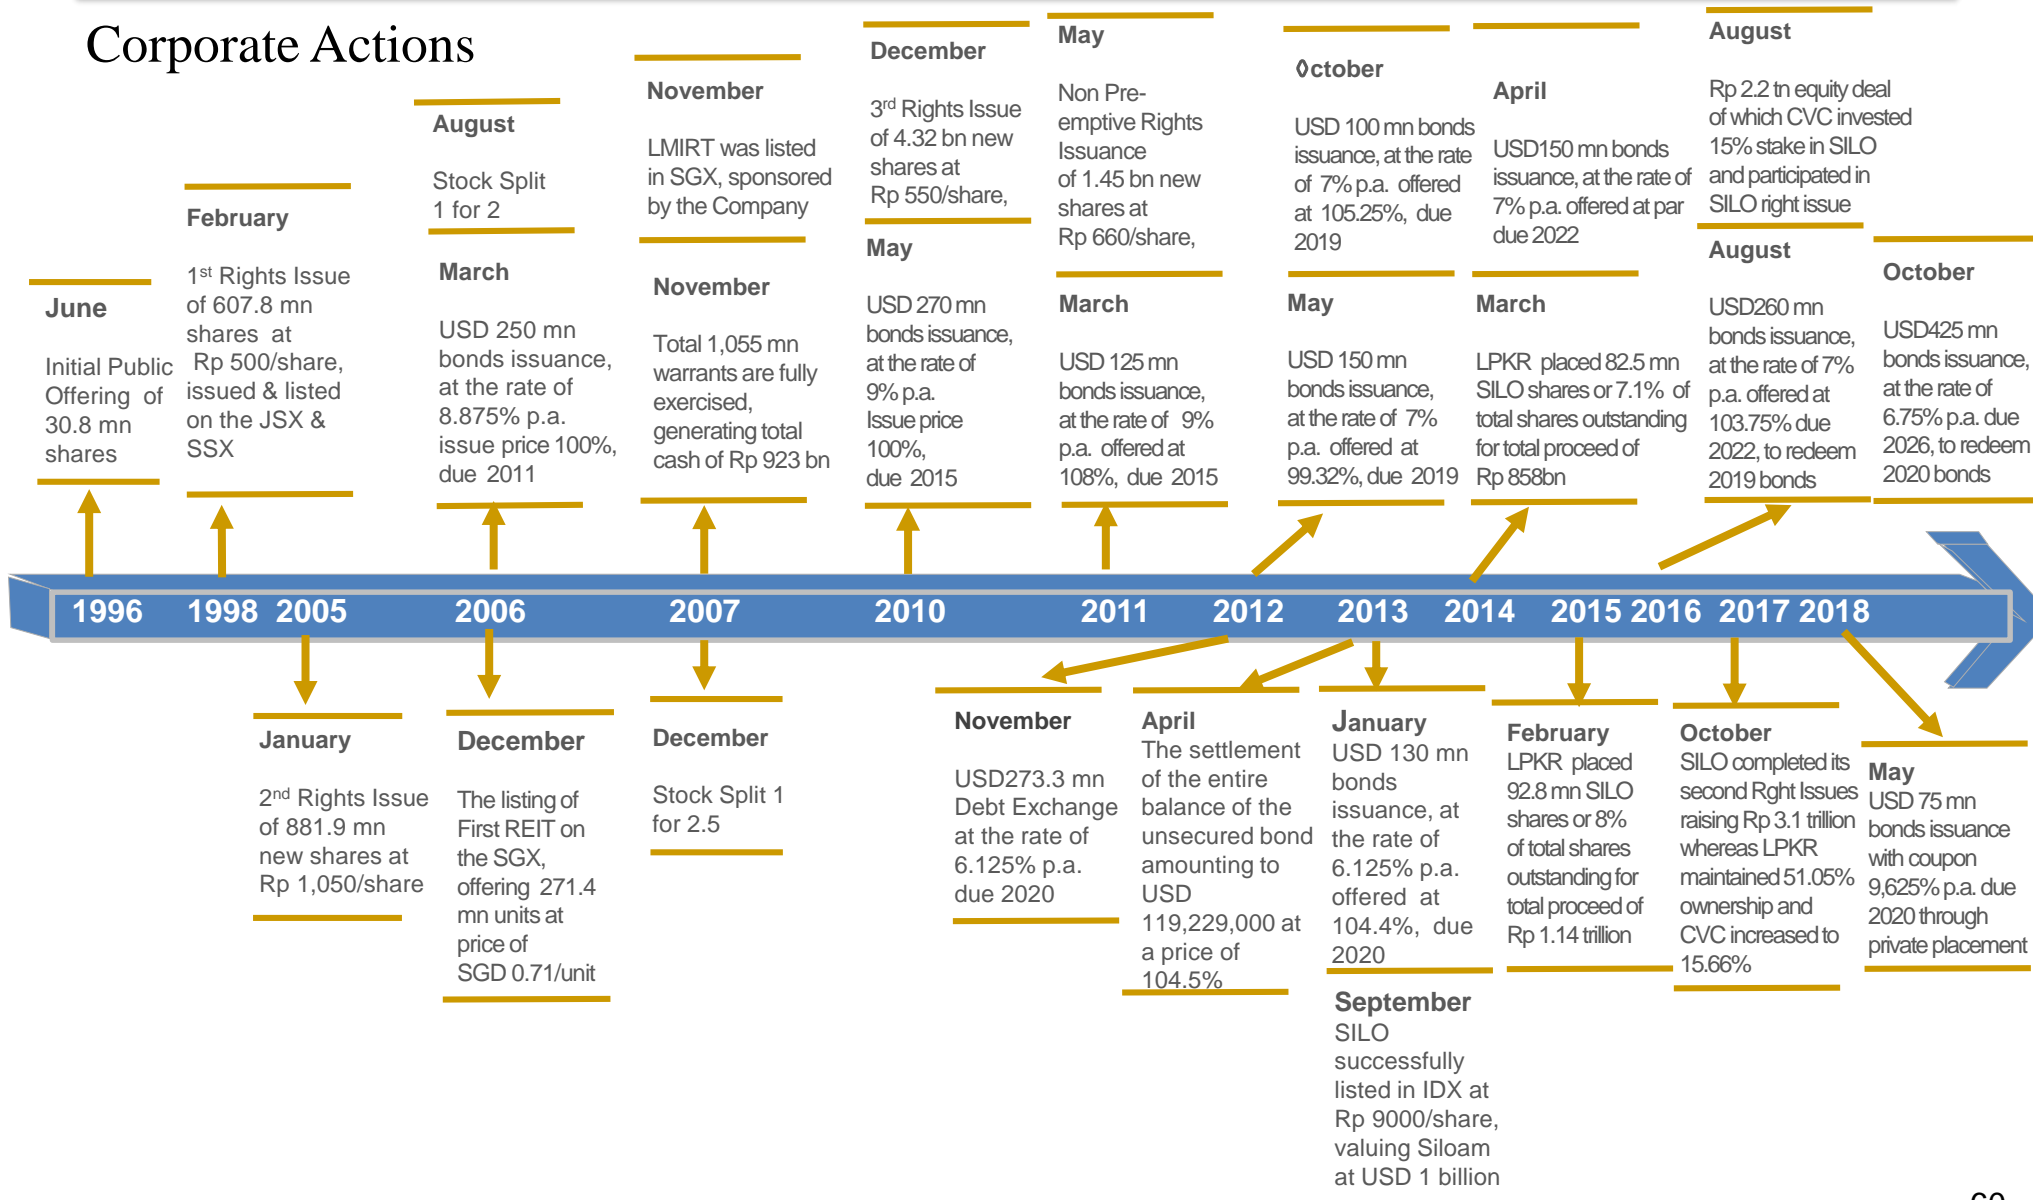 Corporate Actions
June
Initial Public
Offering of
30.8 mn
shares
February
1st Rights Issue
of 607.8 mn
shares at
Rp 500/share,
issued & listed
on the JSX &
SSX
August
Stock Split
1 for 2
March
USD 250 mn
bonds issuance,
at the rate of
8.875% p.a.
issue price 100%,
due 2011
November
LMIRT was listed
in SGX, sponsored
by the Company
November
Total 1,055 mn
warrants are fully
exercised,
generating total
cash of Rp 923 bn
December
3rd Rights Issue
of 4.32 bn new
shares at
Rp 550/share,
May
USD 270 mn
bonds issuance,
at the rate of
9% p.a.
Issue price
100%,
due 2015
May
Non Pre-
emptive Rights
Issuance
of 1.45 bn new
shares at
Rp 660/share,
March
USD 125 mn
bonds issuance,
at the rate of 9%
p.a. offered at
108%, due 2015
October
USD 100 mn bonds
issuance, at the rate
of 7% p.a. offered
at 105.25%, due
2019
May
USD 150 mn
bonds issuance,
at the rate of 7%
p.a. offered at
99.32%, due 2019
April
USD150 mn bonds
issuance, at the rate of
7% p.a. offered at par
due 2022
March
LPKR placed 82.5 mn
SILO shares or 7.1% of
total shares outstanding
for total proceed of
Rp 858bn
August
Rp 2.2 tn equity deal
of which CVC invested
15% stake in SILO
and participated in
SILO right issue
August
USD260 mn
bonds issuance,
at the rate of 7%
p.a. offered at
103.75% due
2022, to redeem
2019 bonds
October
USD425 mn
bonds issuance,
at the rate of
6.75% p.a. due
2026, to redeem
2020 bonds
1996 1998 2005 2006 2007 2010 2011 2012 2013 2014 2015 2016 2017 2018
January
2nd Rights Issue
of 881.9 mn
new shares at
Rp 1,050/share
December
The listing of
First REIT on
the SGX,
offering 271.4
mn units at
price of
SGD 0.71/unit
December
Stock Split 1
for 2.5
November
USD273.3 mn
Debt Exchange
at the rate of
6.125% p.a.
due 2020
April
The settlement
of the entire
balance of the
unsecured bond
amounting to
USD
119,229,000 at
a price of
104.5%
January
USD 130 mn
bonds
issuance, at
the rate of
6.125% p.a.
offered at
104.4%, due
2020
September
SILO
successfully
listed in IDX at
Rp 9000/share,
valuing Siloam
at USD 1 billion
February
LPKR placed
92.8 mn SILO
shares or 8%
of total shares
outstanding for
total proceed of
Rp 1.14 trillion
October
SILO completed its
second Rght Issues
raising Rp 3.1 trillion
whereas LPKR
maintained 51.05%
ownership and
CVC increased to
15.66%
May
USD 75 mn
bonds issuance
with coupon
9,625% p.a. due
2020 through
private placement